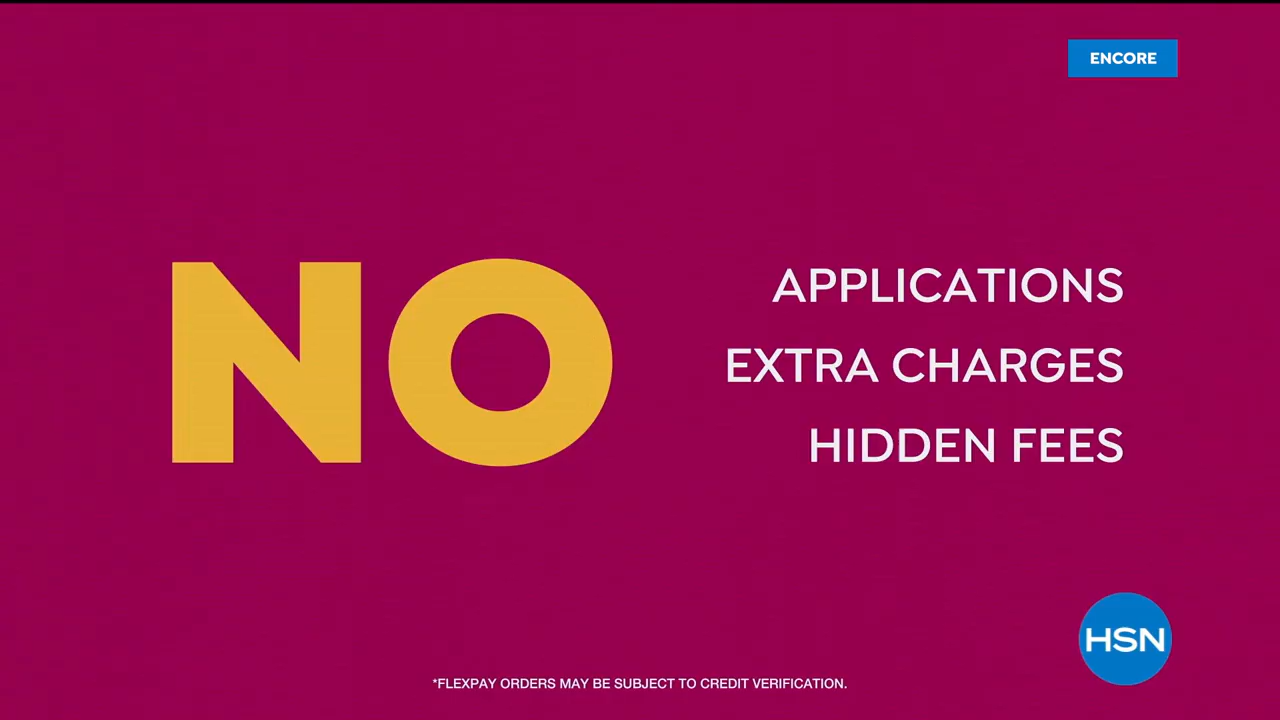 ENCORE
NO
APPLICATIONS
EXTRA CHARGES
HIDDEN FEES
HSN
*FLEXPAY ORDERS MAY BE SUBJECT TO CREDIT VERIFICATION.